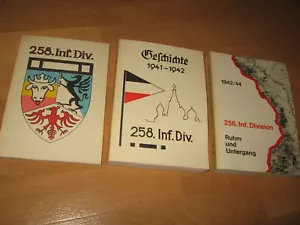 258. Inf. Div.
Geschichte
1941-1942
258. Inf. Div.
1942/44
258. Inf. Division
Ruhm
und
Untergang